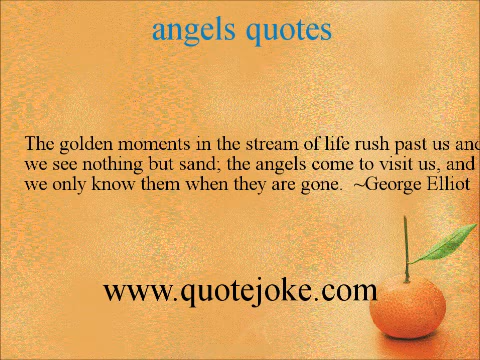 angels quotes
The golden moments in the stream of life rush past us and
we see nothing but sand; the angels come to visit us, and
we only know them when they are gone. ~George Elliot
www.quotejoke.com